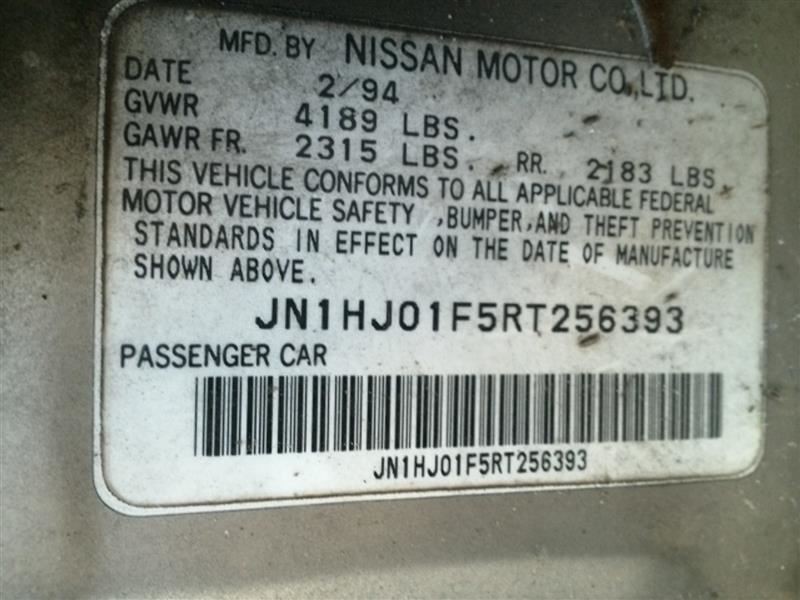 MFD. BY NISSAN MOTOR CO.,LTD.
DATE 2/94
GVWR 4189 LBS.
GAWR FR. 2315 LBS. RR. 2183 LBS.
THIS VEHICLE CONFORMS TO ALL APPLICABLE FEDERAL
MOTOR VEHICLE SAFETY ,BUMPER,AND THEFT PREVENTION
STANDARDS IN EFFECT ON THE DATE OF MANUFACTURE
SHOWN ABOVE.
JN1HJ01F5RT256393
PASSENGER CAR
JN1HJ01F5RT256393